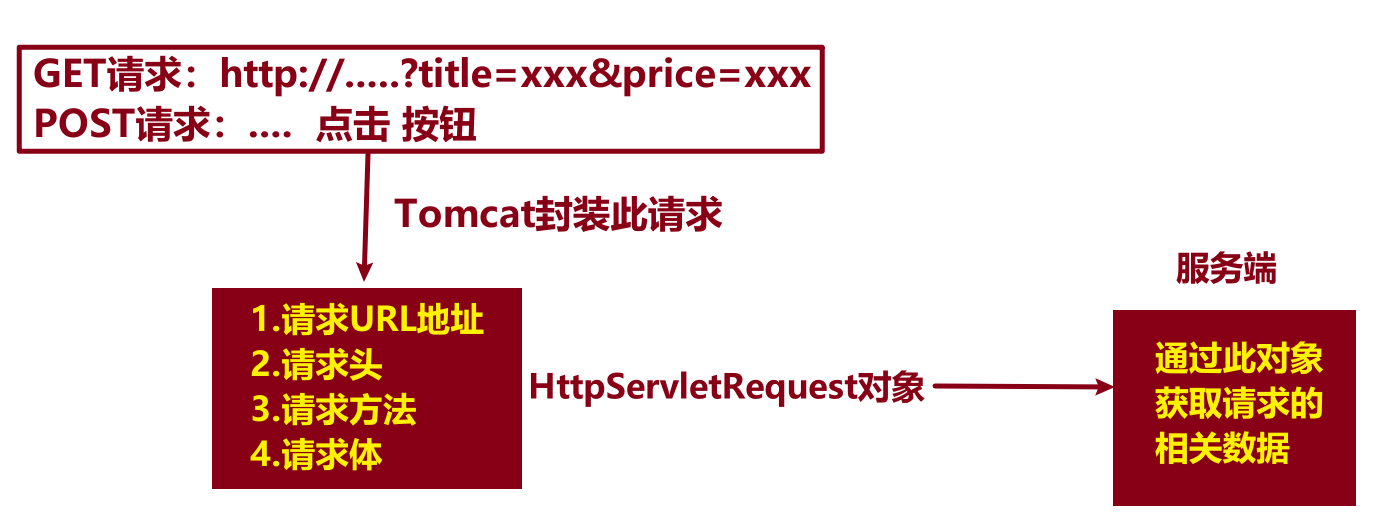 GET请求：http://.....?title=xxx&price=xxx
POST请求：.... 点击 按钮
Tomcat封装此请求
服务端
1.请求URL地址
2.请求头
3.请求方法
4.请求体
HttpServletRequest对象
通过此对象
获取请求的
相关数据